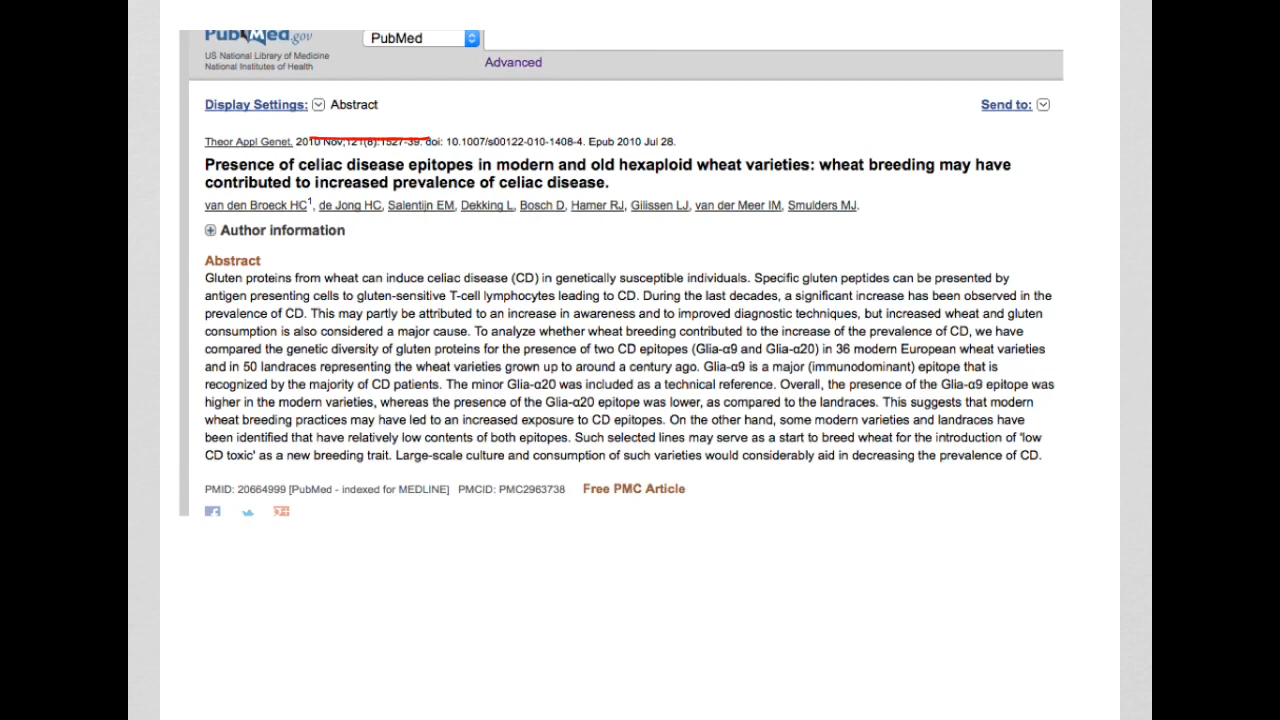 PubMed.gov
PubMed
US National Library of Medicine
National Institutes of Health
Advanced
Display Settings: Abstract
Send to:
Theor Appl Genet. 2010 Nov;121(8):1527-39. doi: 10.1007/s00122-010-1408-4. Epub 2010 Jul 28.
Presence of celiac disease epitopes in modern and old hexaploid wheat varieties: wheat breeding may have
contributed to increased prevalence of celiac disease.
van den Broeck HC1, de Jong HC, Salentijn EM, Dekking L, Bosch D, Hamer RJ, Gilissen LJ, van der Meer IM, Smulders MJ.
Author information
Abstract
Gluten proteins from wheat can induce celiac disease (CD) in genetically susceptible individuals. Specific gluten peptides can be presented by
antigen presenting cells to gluten-sensitive T-cell lymphocytes leading to CD. During the last decades, a significant increase has been observed in the
prevalence of CD. This may partly be attributed to an increase in awareness and to improved diagnostic techniques, but increased wheat and gluten
consumption is also considered a major cause. To analyze whether wheat breeding contributed to the increase of the prevalence of CD, we have
compared the genetic diversity of gluten proteins for the presence of two CD epitopes (Glia-α9 and Glia-α20) in 36 modern European wheat varieties
and in 50 landraces representing the wheat varieties grown up to around a century ago. Glia-α9 is a major (immunodominant) epitope that is
recognized by the majority of CD patients. The minor Glia-α20 was included as a technical reference. Overall, the presence of the Glia-α9 epitope was
higher in the modern varieties, whereas the presence of the Glia-α20 epitope was lower, as compared to the landraces. This suggests that modern
wheat breeding practices may have led to an increased exposure to CD epitopes. On the other hand, some modern varieties and landraces have
been identified that have relatively low contents of both epitopes. Such selected lines may serve as a start to breed wheat for the introduction of 'low
CD toxic' as a new breeding trait. Large-scale culture and consumption of such varieties would considerably aid in decreasing the prevalence of CD.
PMID: 20664999 [PubMed - indexed for MEDLINE] PMCID: PMC2963738 Free PMC Article